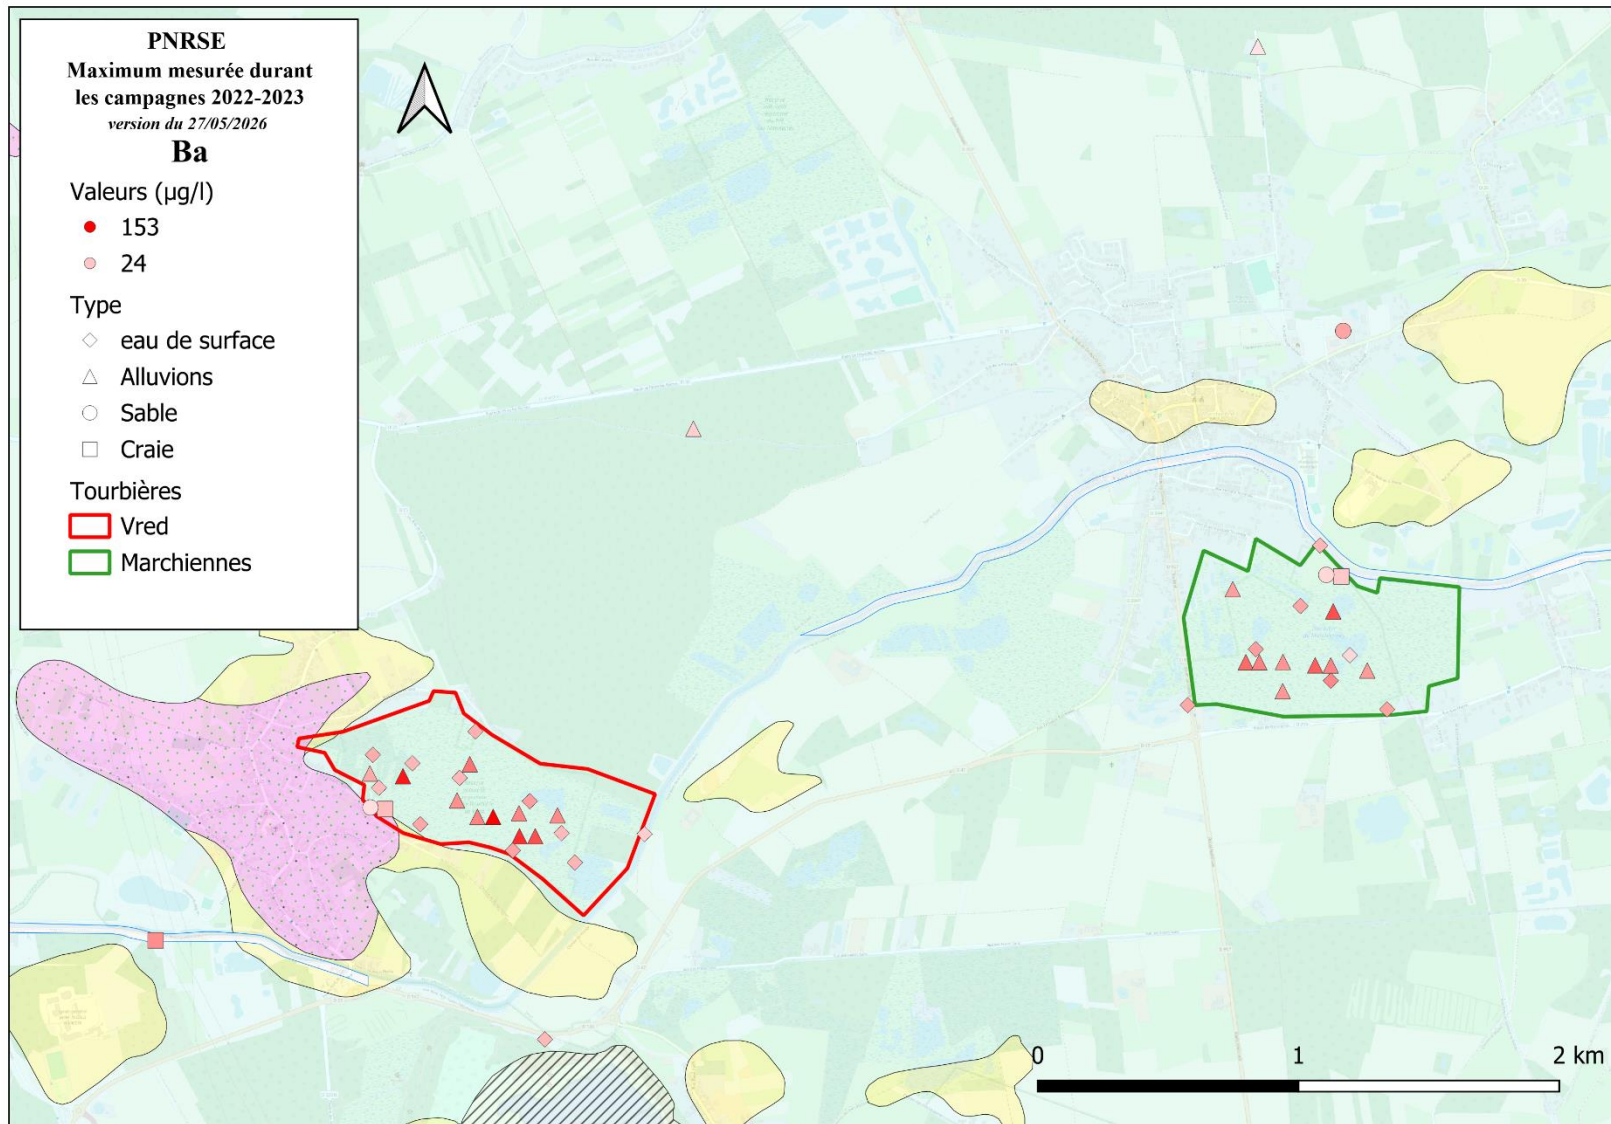 PNRSE
Maximum mesurée durant
les campagnes 2022-2023
version du 27/05/2026
Ba
Valeurs (µg/l)
153
24
Type
eau de surface
Alluvions
Sable
Craie
Tourbières
Vred
Marchiennes
0 1 2 km